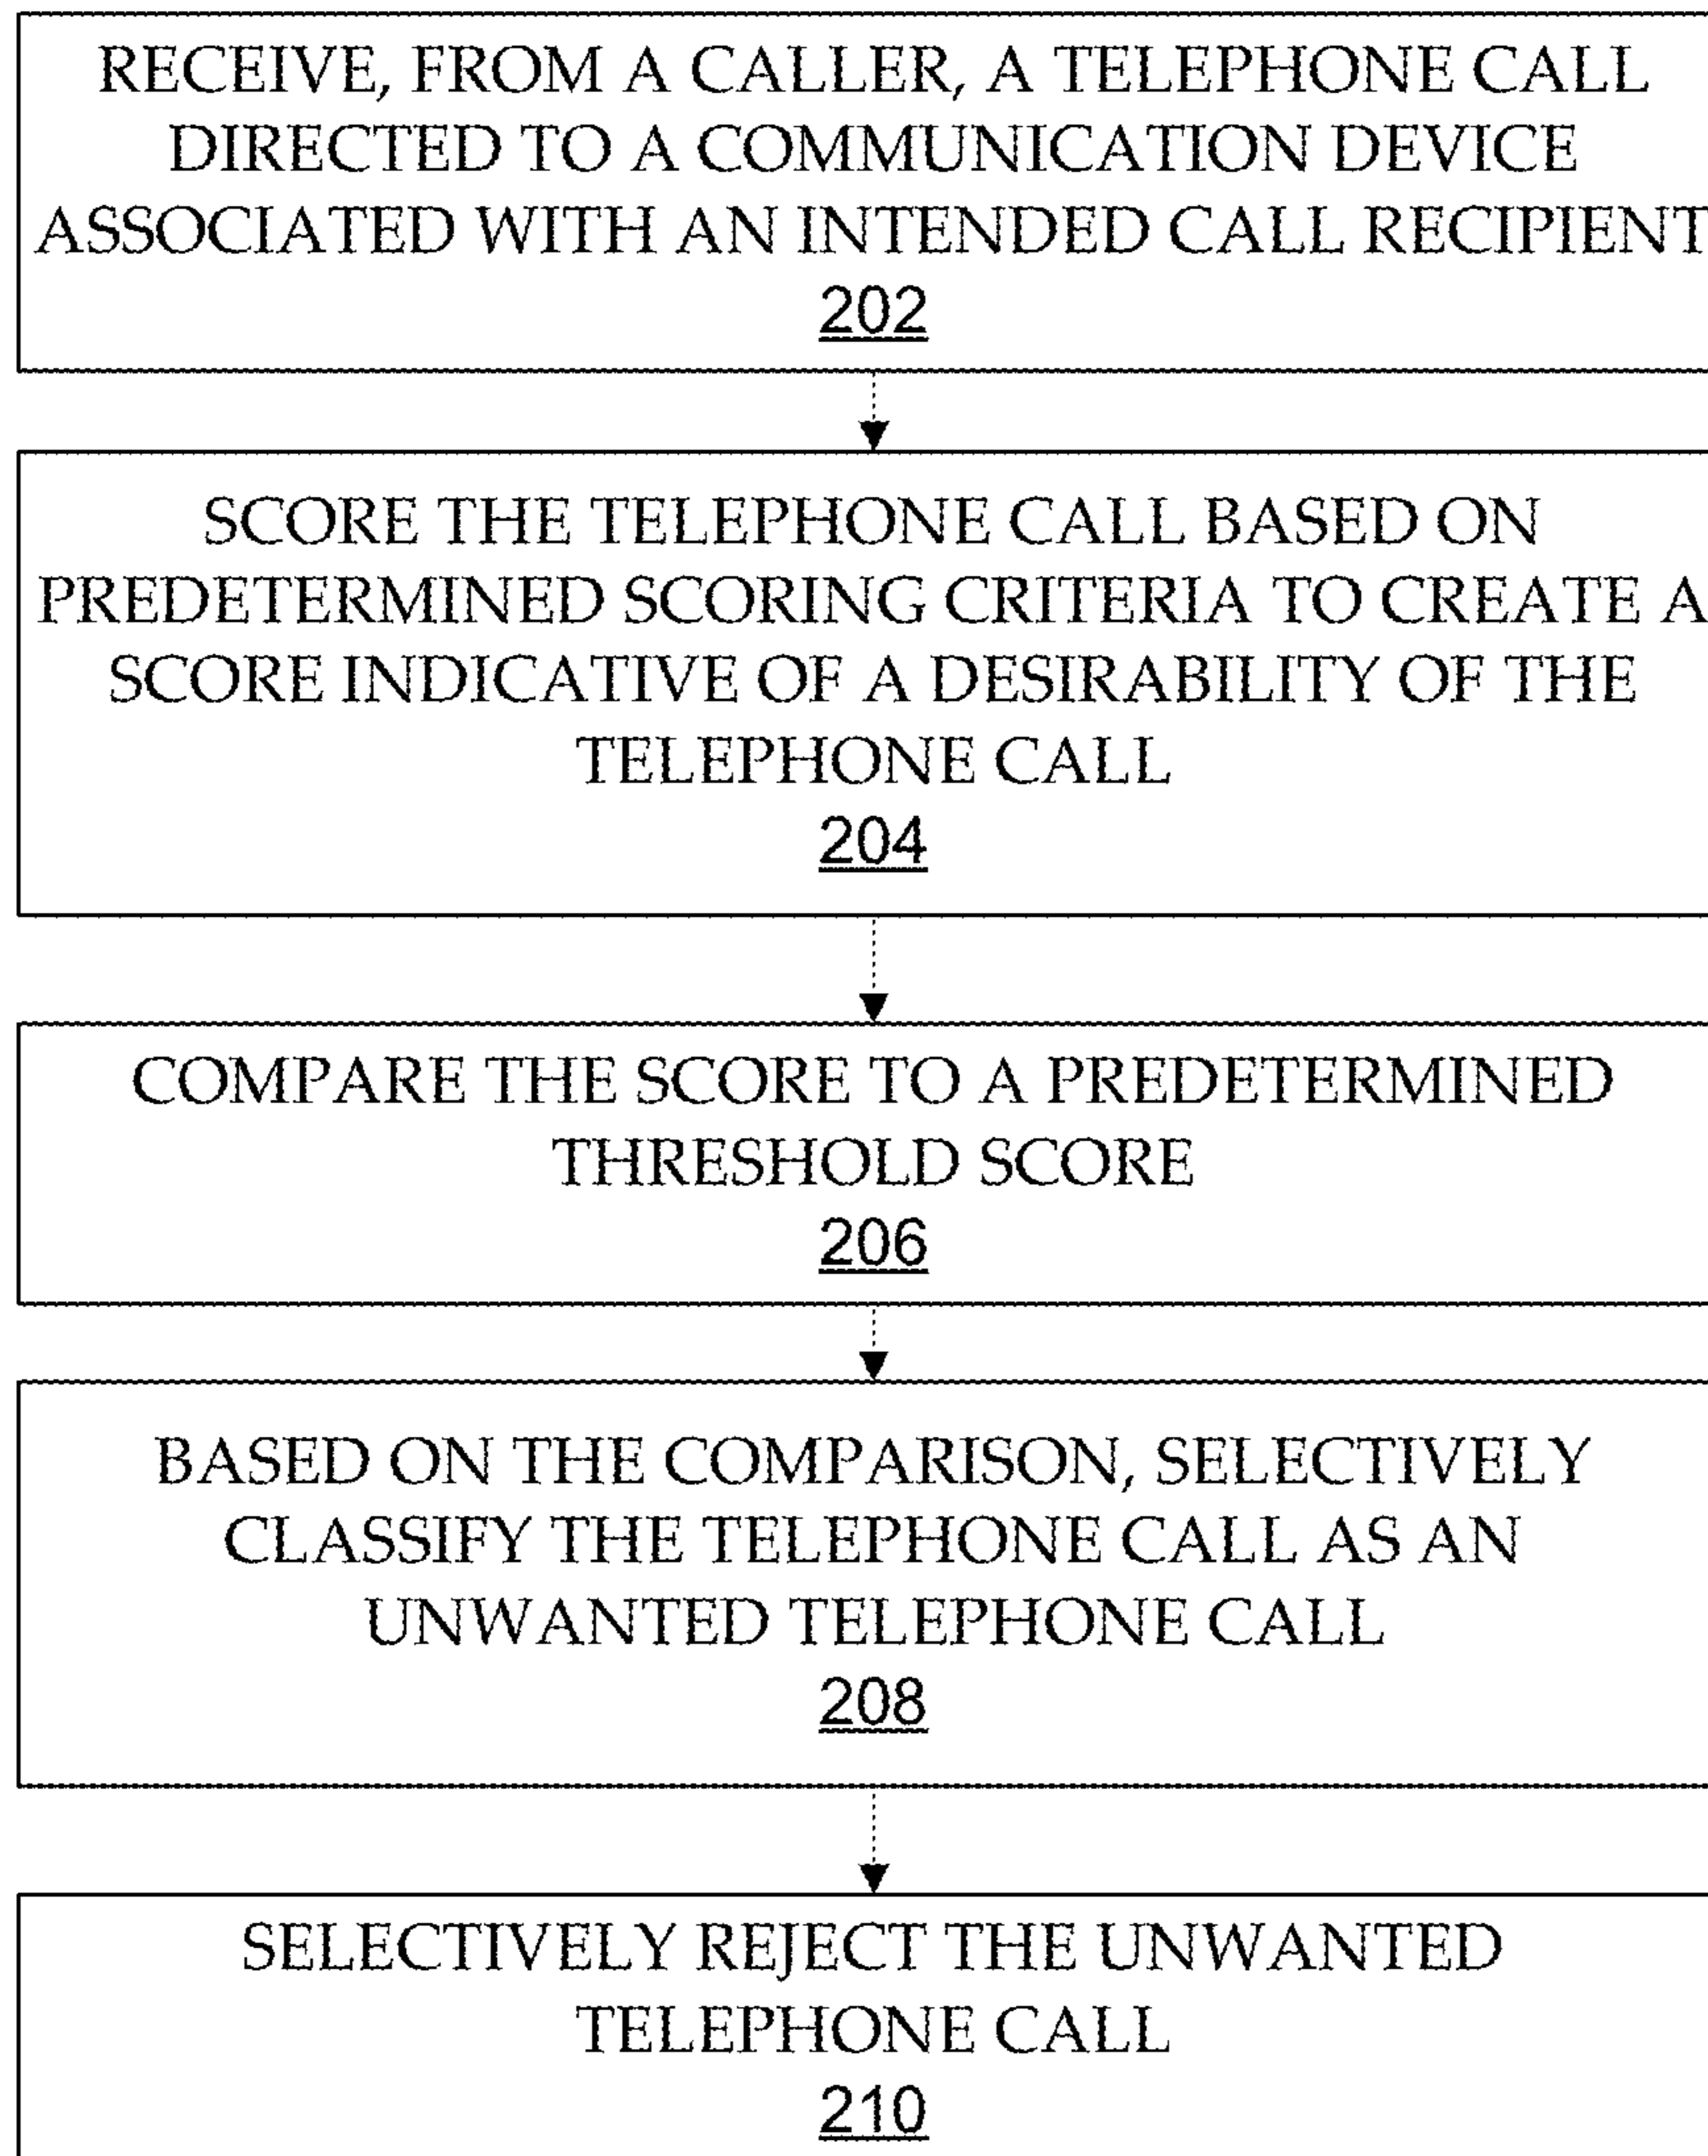 RECEIVE, FROM A CALLER, A TELEPHONE CALL
DIRECTED TO A COMMUNICATION DEVICE
ASSOCIATED WITH AN INTENDED CALL RECIPIENT
202
SCORE THE TELEPHONE CALL BASED ON
PREDETERMINED SCORING CRITERIA TO CREATE A
SCORE INDICATIVE OF A DESIRABILITY OF THE
TELEPHONE CALL
204
COMPARE THE SCORE TO A PREDETERMINED
THRESHOLD SCORE
206
BASED ON THE COMPARISON, SELECTIVELY
CLASSIFY THE TELEPHONE CALL AS AN
UNWANTED TELEPHONE CALL
208
SELECTIVELY REJECT THE UNWANTED
TELEPHONE CALL
210